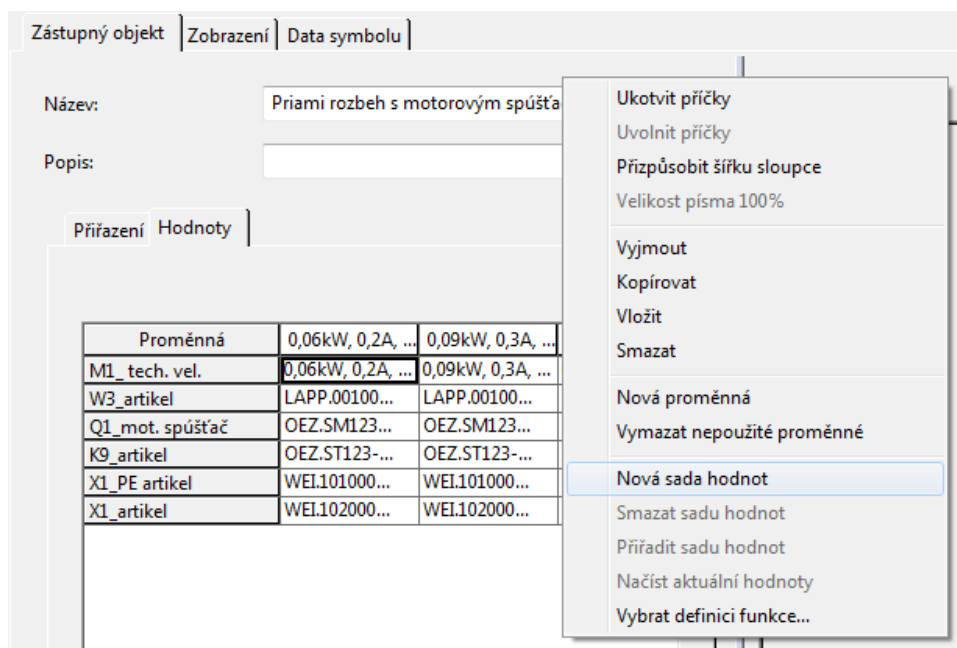 Zástupný objekt Zobrazení Data symbolu
Název: Priami rozbeh s motorovým spúšťa
Popis:
Přiřazení Hodnoty
Proměnná 0,06kW, 0,2A, ... 0,09kW, 0,3A, ...
M1_ tech. vel. 0,06kW, 0,2A, ... 0,09kW, 0,3A, ...
W3_artikel LAPP.00100... LAPP.00100...
Q1_mot. spúšťač OEZ.SM123... OEZ.SM123...
K9_artikel OEZ.ST123-... OEZ.ST123-...
X1_PE artikel WEI.101000... WEI.101000...
X1_artikel WEI.102000... WEI.102000...
Ukotvit příčky
Uvolnit příčky
Přizpůsobit šířku sloupce
Velikost písma 100%
Vyjmout
Kopírovat
Vložit
Smazat
Nová proměnná
Vymazat nepoužité proměnné
Nová sada hodnot
Smazat sadu hodnot
Přiřadit sadu hodnot
Načíst aktuální hodnoty
Vybrat definici funkce...